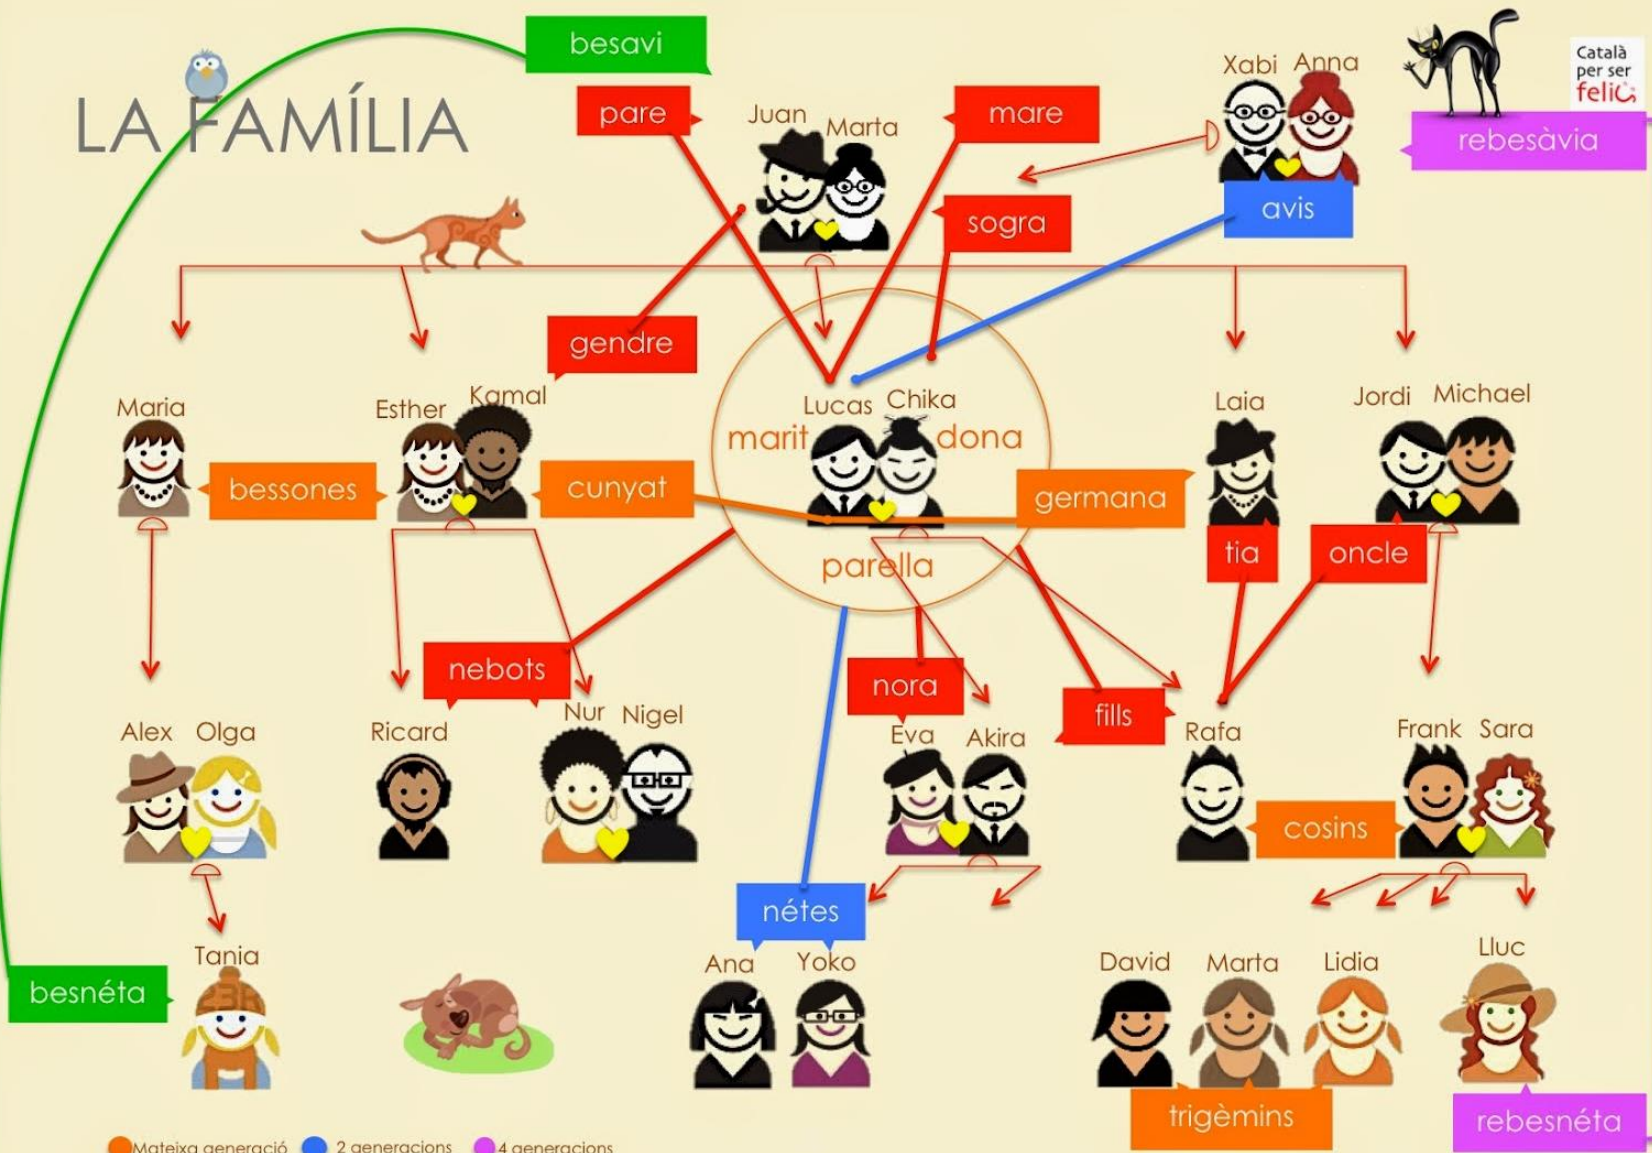 besavi
Xabi Anna
Català
per ser
feliç
LA FAMÍLIA
pare
Juan
Marta
mare
rebesàvia
sogra
avis
gendre
Maria
Esther
Kamal
Lucas
Chika
Laia
Jordi
Michael
marit
dona
bessones
cunyat
germana
parella
tia
oncle
nebots
nora
fills
Alex
Olga
Ricard
Nur
Nigel
Eva
Akira
Rafa
Frank
Sara
cosins
nétes
Tania
Ana
Yoko
David
Marta
Lidia
Lluc
besnéta
trigèmins
rebesnéta
Mateixa generació
2 generacions
4 generacions